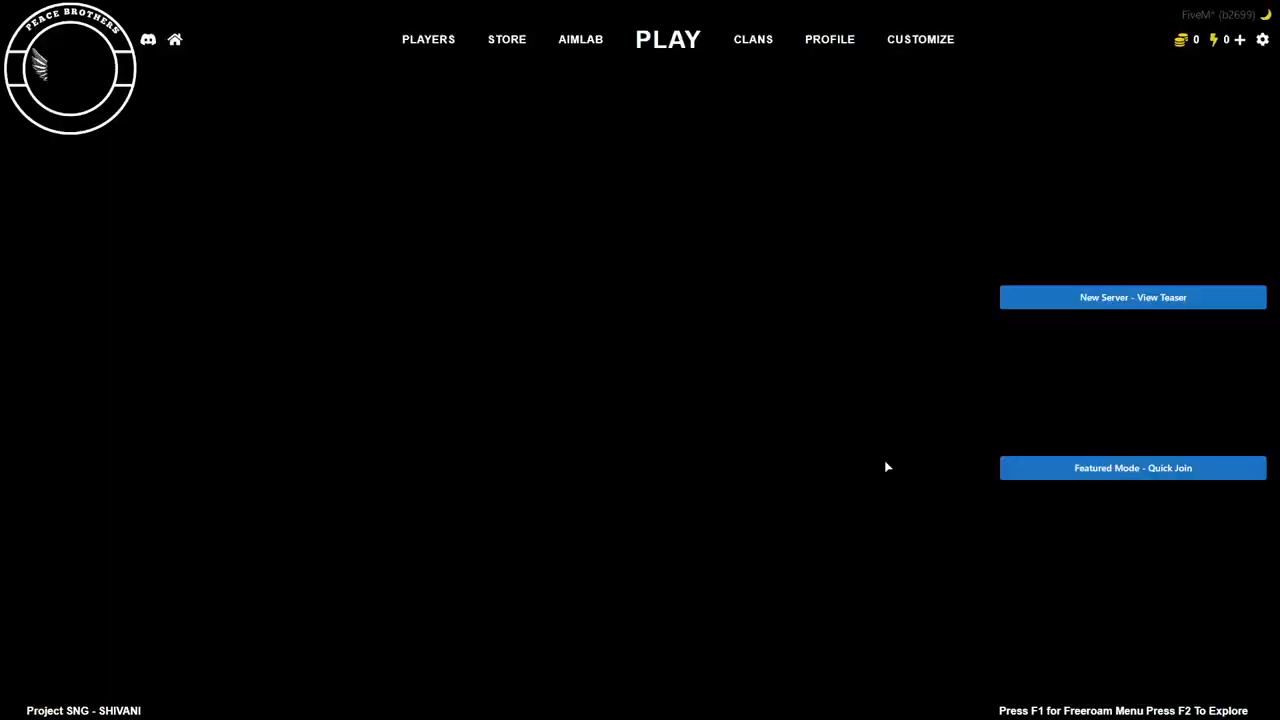 PEACE BROTHERS
FiveM* (b2699)
PLAYERS STORE AIMLAB PLAY CLANS PROFILE CUSTOMIZE 0 0
New Server - View Teaser
Featured Mode - Quick Join
Project SNG - SHIVANI
Press F1 for Freeroam Menu Press F2 To Explore